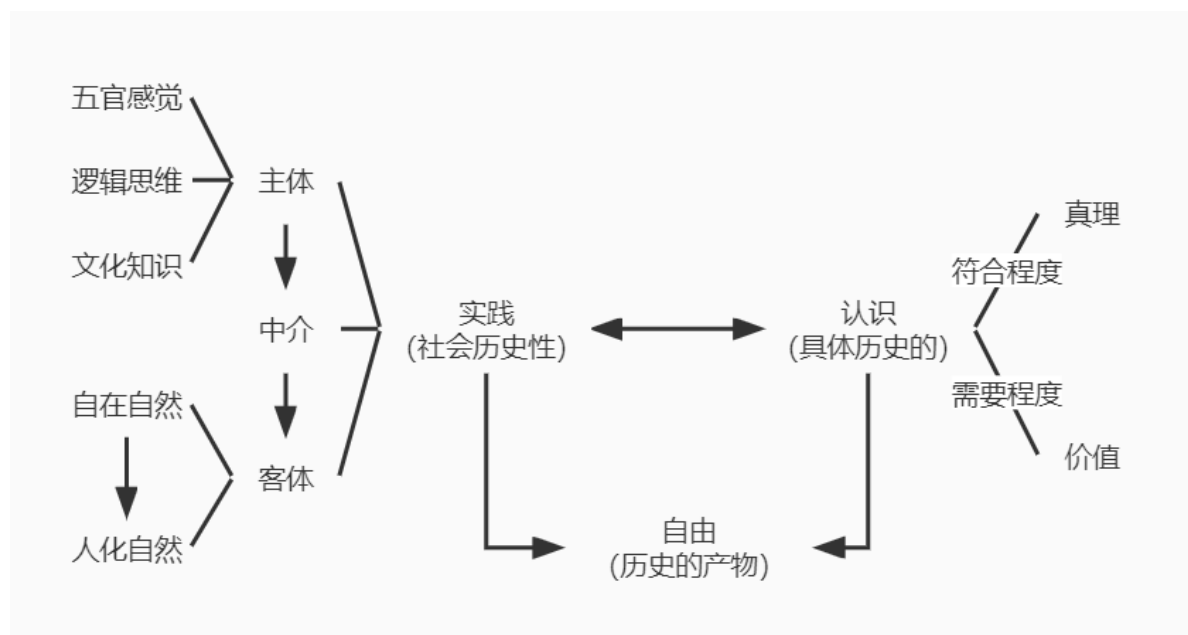 五官感觉
逻辑思维
文化知识
主体
中介
客体
自在自然
人化自然
实践
(社会历史性)
认识
(具体历史的)
真理
符合程度
需要程度
价值
自由
(历史的产物)